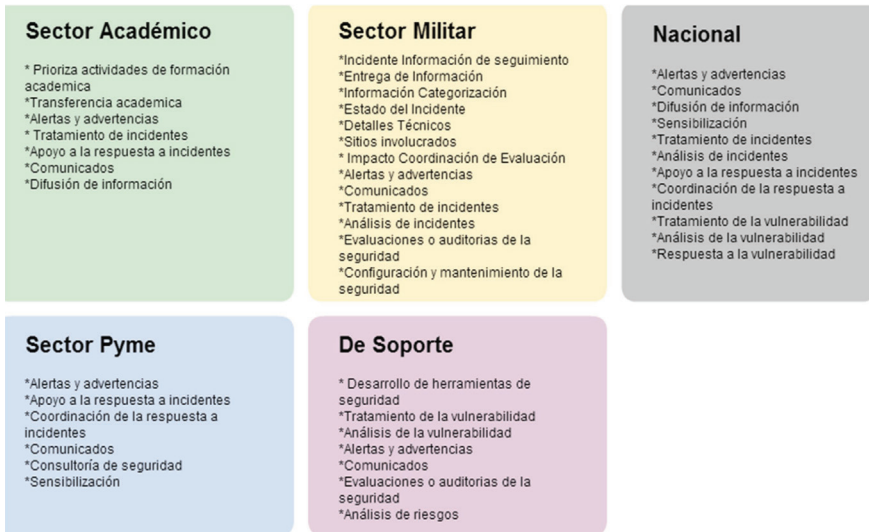 Sector Académico
* Prioriza actividades de formación
academica
*Transferencia academica
*Alertas y advertencias
* Tratamiento de incidentes
*Apoyo a la respuesta a incidentes
*Comunicados
*Difusión de información
Sector Militar
*Incidente Información de seguimiento
*Entrega de Información
*Información Categorización
*Estado del Incidente
*Detalles Técnicos
*Sitios involucrados
* Impacto Coordinación de Evaluación
*Alertas y advertencias
*Comunicados
*Tratamiento de incidentes
*Análisis de incidentes
*Evaluaciones o auditorias de la
seguridad
*Configuración y mantenimiento de la
seguridad
Nacional
*Alertas y advertencias
*Comunicados
*Difusión de información
*Sensibilización
*Tratamiento de incidentes
*Análisis de incidentes
*Apoyo a la respuesta a incidentes
*Coordinación de la respuesta a
incidentes
*Tratamiento de la vulnerabilidad
*Análisis de la vulnerabilidad
*Respuesta a la vulnerabilidad
Sector Pyme
*Alertas y advertencias
*Apoyo a la respuesta a incidentes
*Coordinación de la respuesta a
incidentes
*Comunicados
*Consultoría de seguridad
*Sensibilización
De Soporte
* Desarrollo de herramientas de
seguridad
*Tratamiento de la vulnerabilidad
*Análisis de la vulnerabilidad
*Alertas y advertencias
*Comunicados
*Evaluaciones o auditorias de la
seguridad
*Análisis de riesgos